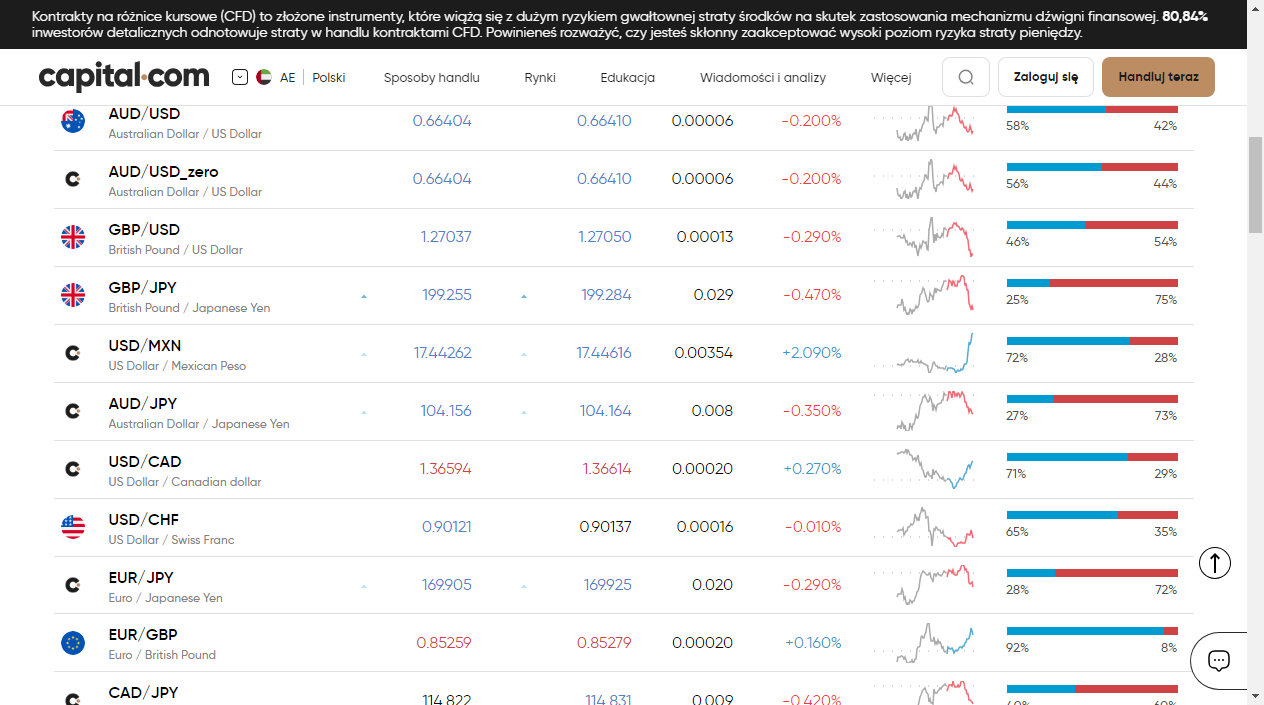 Kontrakty na różnice kursowe (CFD) to złożone instrumenty, które wiążą się z dużym ryzykiem gwałtownej straty środków na skutek zastosowania mechanizmu dźwigni finansowej. 80,84%
inwestorów detalicznych odnotowuje straty w handlu kontraktami CFD. Powinieneś rozważyć, czy jesteś skłonny zaakceptować wysoki poziom ryzyka straty pieniędzy.
capital.com AE Polski Sposoby handlu Rynki Edukacja Wiadomości i analizy Więcej Zaloguj się Handluj teraz
AUD/USD 0.66404 0.66410 0.00006 -0.200% 58% 42%
Australian Dollar / US Dollar
AUD/USD_zero 0.66404 0.66410 0.00006 -0.200% 56% 44%
Australian Dollar / US Dollar
GBP/USD 1.27037 1.27050 0.00013 -0.290% 46% 54%
British Pound / US Dollar
GBP/JPY 199.255 199.284 0.029 -0.470% 25% 75%
British Pound / Japanese Yen
USD/MXN 17.44262 17.44616 0.00354 +2.090% 72% 28%
US Dollar / Mexican Peso
AUD/JPY 104.156 104.164 0.008 -0.350% 27% 73%
Australian Dollar / Japanese Yen
USD/CAD 1.36594 1.36614 0.00020 +0.270% 71% 29%
US Dollar / Canadian dollar
USD/CHF 0.90121 0.90137 0.00016 -0.010% 65% 35%
US Dollar / Swiss Franc
EUR/JPY 169.905 169.925 0.020 -0.290% 28% 72%
Euro / Japanese Yen
EUR/GBP 0.85259 0.85279 0.00020 +0.160% 92% 8%
Euro / British Pound
CAD/JPY 114.822 114.831 0.009 -0.420%